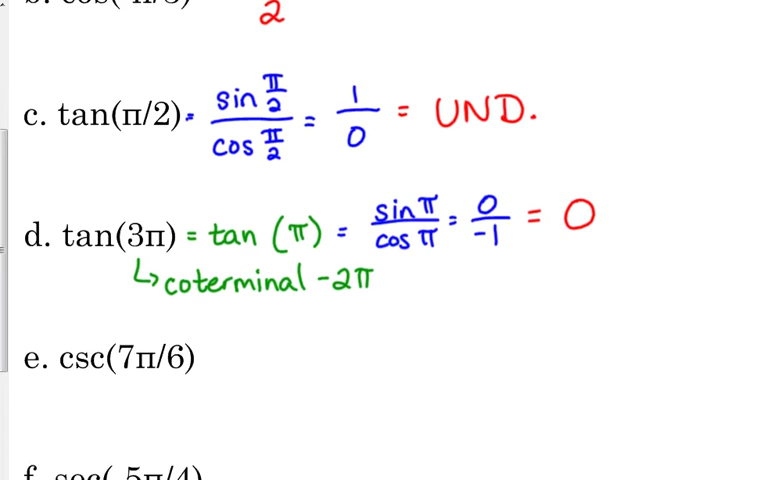 2
c. tan(π/2) = sin π/2 / cos π/2 = 1/0 = UND.
d. tan(3π) = tan (π) = sin π / cos π = 0/-1 = 0
↳ coterminal -2π
e. csc(7π/6)